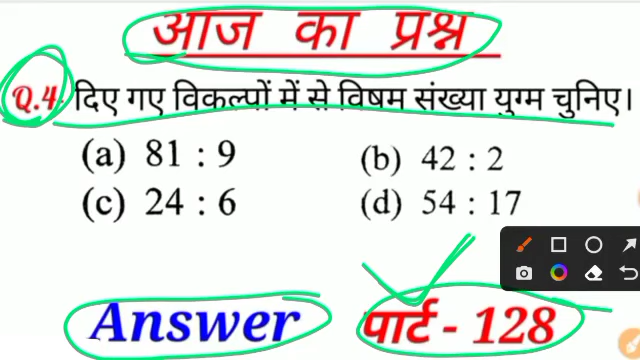 आज का प्रश्न
Q.4 दिए गए विकल्पों में से विषम संख्या युग्म चुनिए।
(a) 81 : 9 (b) 42 : 2
(c) 24 : 6 (d) 54 : 17
Answer पार्ट - 128